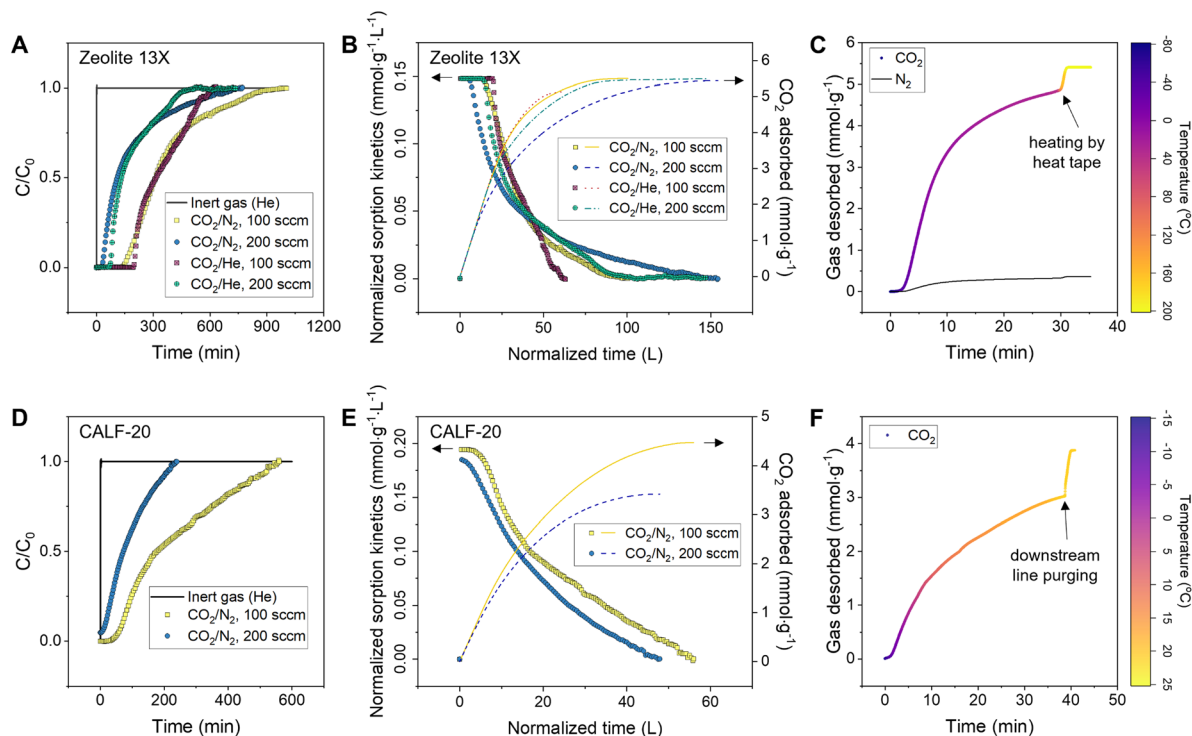 A
Zeolite 13X
C/C₀
1.0
0.5
0.0
0
300
600
900
1200
Time (min)
Inert gas (He)
CO₂/N₂, 100 sccm
CO₂/N₂, 200 sccm
CO₂/He, 100 sccm
CO₂/He, 200 sccm
B
Zeolite 13X
Normalized sorption kinetics (mmol·g⁻¹·L⁻¹)
0.15
0.10
0.05
0.00
0
50
100
150
Normalized time (L)
CO₂/N₂, 100 sccm
CO₂/N₂, 200 sccm
CO₂/He, 100 sccm
CO₂/He, 200 sccm
6
5
4
3
2
1
0
CO₂ adsorbed (mmol·g⁻¹)
C
CO₂
N₂
Gas desorbed (mmol·g⁻¹)
6
5
4
3
2
1
0
0
10
20
30
Time (min)
heating by
heat tape
-80
-40
0
40
80
120
160
200
Temperature (°C)
D
CALF-20
C/C₀
1.0
0.5
0.0
0
200
400
600
Time (min)
Inert gas (He)
CO₂/N₂, 100 sccm
CO₂/N₂, 200 sccm
E
CALF-20
Normalized sorption kinetics (mmol·g⁻¹·L⁻¹)
0.20
0.15
0.10
0.05
0.00
0
20
40
60
Normalized time (L)
CO₂/N₂, 100 sccm
CO₂/N₂, 200 sccm
5
4
3
2
1
0
CO₂ adsorbed (mmol·g⁻¹)
F
CO₂
Gas desorbed (mmol·g⁻¹)
4
3
2
1
0
0
10
20
30
40
Time (min)
downstream
line purging
-15
-10
-5
0
5
10
15
20
25
Temperature (°C)